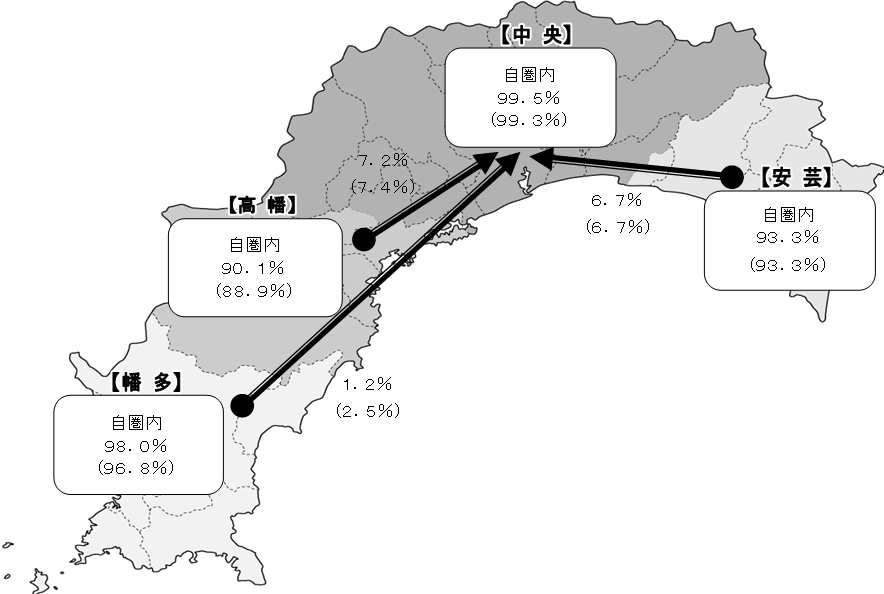 【中 央】
自圏内
99.5%
(99.3%)
7.2%
(7.4%)
【安 芸】
自圏内
93.3%
(93.3%)
6.7%
(6.7%)
【高 幡】
自圏内
90.1%
(88.9%)
【幡 多】
自圏内
98.0%
(96.8%)
1.2%
(2.5%)